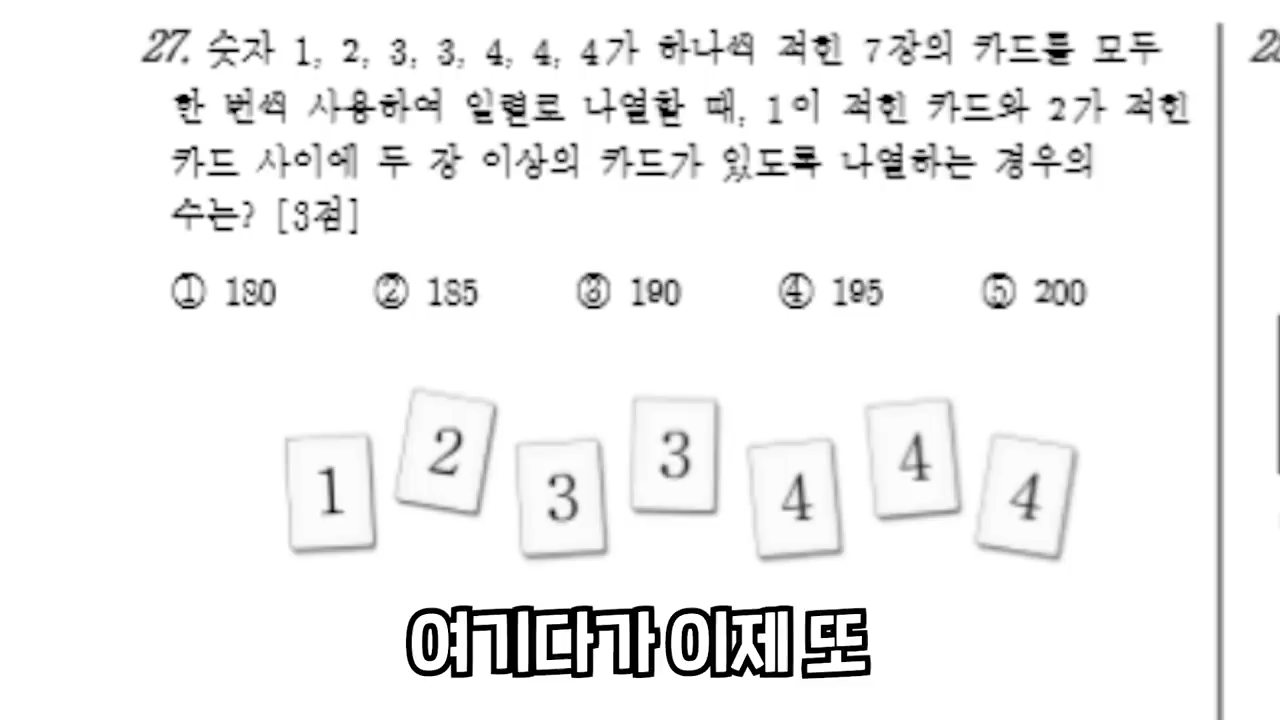 27. 숫자 1, 2, 3, 3, 4, 4, 4가 하나씩 적힌 7장의 카드를 모두
한 번씩 사용하여 일렬로 나열할 때, 1이 적힌 카드와 2가 적힌
카드 사이에 두 장 이상의 카드가 있도록 나열하는 경우의
수는? [3점]
① 180 ② 185 ③ 190 ④ 195 ⑤ 200
1 2 3 3 4 4 4
여기다가 이제 또